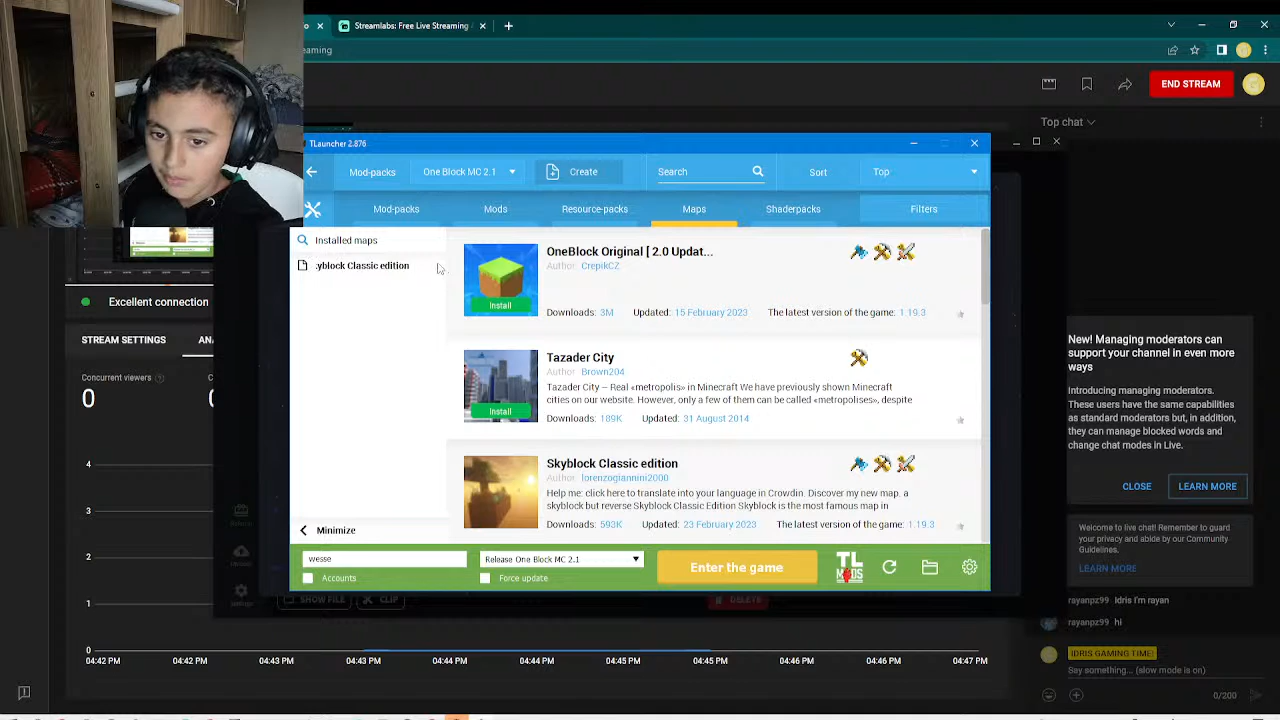 Streamlabs: Free Live Streaming
eaming
END STREAM
Top chat
TLauncher 2.876
Mod-packs
One Block MC 2.1
Create
Search
Sort
Top
Mod-packs
Mods
Resource-packs
Maps
Shaderpacks
Filters
Installed maps
yblock Classic edition
OneBlock Original [ 2.0 Updat...
Author: CrepikCZ
Install
Downloads: 3M Updated: 15 February 2023 The latest version of the game: 1.19.3
Tazader City
Author: Brown204
Tazader City – Real «metropolis» in Minecraft We have previously shown Minecraft
cities on our website. However, only a few of them can be called «metropolises», despite
Install
Downloads: 189K Updated: 31 August 2014
Skyblock Classic edition
Author: lorenzogiannini2000
Help me: click here to translate into your language in Crowdin. Discover my new map. a
skyblock but reverse Skyblock Classic Edition Skyblock is the most famous map in
Downloads: 593K Updated: 23 February 2023 The latest version of the game: 1.19.3
Minimize
wesse
Release One Block MC 2.1
Enter the game
TL
MODS
Accounts
Force update
Excellent connection
STREAM SETTINGS
ANA
Concurrent viewers
0
4
3
2
1
0
04:42 PM 04:42 PM 04:43 PM 04:43 PM 04:44 PM 04:44 PM 04:45 PM 04:45 PM 04:46 PM 04:46 PM 04:47 PM
SHOW FILE
CLIP
DELETE
New! Managing moderators can
support your channel in even more
ways
Introducing managing moderators.
These users have the same capabilities
as standard moderators but, in addition,
they can manage blocked words and
change chat modes in Live.
CLOSE
LEARN MORE
Welcome to live chat! Remember to guard
your privacy and abide by our Community
Guidelines.
LEARN MORE
rayanpz99 Idris I'm rayan
rayanpz99 hi
IDRIS GAMING TIME!
Say something... (slow mode is on)
0/200